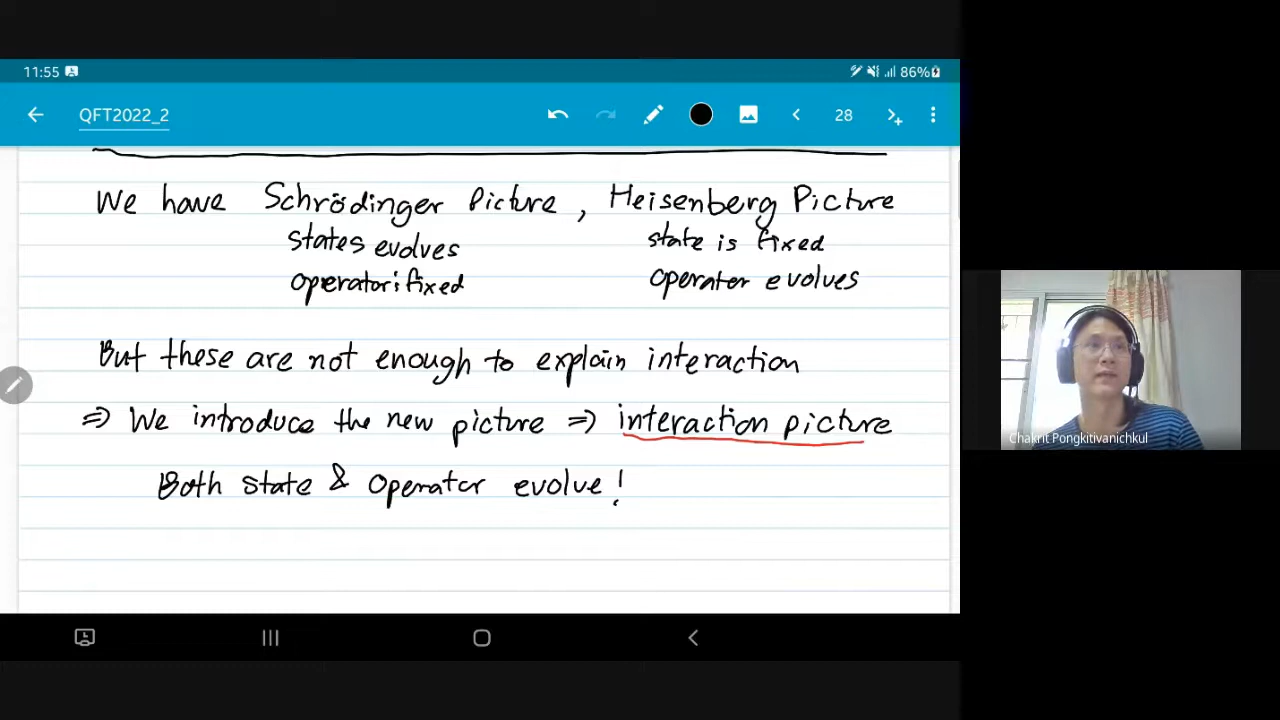 11:55
86%
QFT2022_2
28
We have Schrödinger Picture, Heisenberg Picture
states evolves state is fixed
operator is fixed operator evolves
But these are not enough to explain interaction
⇒ We introduce the new picture ⇒ interaction picture
Both state & operator evolve!
Chakrit Pongkitivanichkul